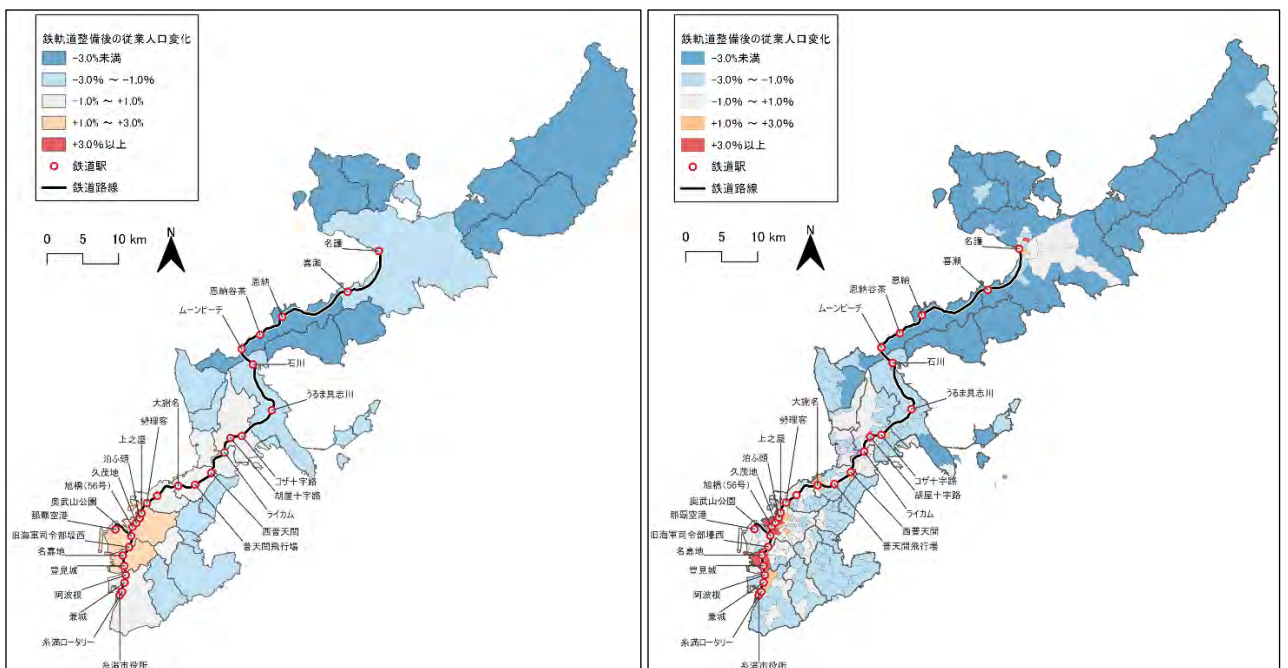 鉄軌道整備後の従業人口変化
-3.0%未満
-3.0% ～ -1.0%
-1.0% ～ +1.0%
+1.0% ～ +3.0%
+3.0%以上
鉄道駅
鉄道路線
0 5 10 km
N
名護
喜瀬
恩納
恩納谷茶
ムーンビーチ
石川
うるま具志川
大謝名
勢理客
上之屋
泊ふ頭
久茂地
旭橋(56号)
奥武山公園
那覇空港
旧海軍司令部壕西
名嘉地
豊見城
阿波根
兼城
糸満ロータリー
糸満市役所
コザ十字路
胡屋十字路
ライカム
西普天間
普天間飛行場
鉄軌道整備後の従業人口変化
-3.0%未満
-3.0% ～ -1.0%
-1.0% ～ +1.0%
+1.0% ～ +3.0%
+3.0%以上
鉄道駅
鉄道路線
0 5 10 km
N
名護
喜瀬
恩納
恩納谷茶
ムーンビーチ
石川
うるま具志川
大謝名
勢理客
上之屋
泊ふ頭
久茂地
旭橋(56号)
奥武山公園
那覇空港
旧海軍司令部壕西
名嘉地
豊見城
阿波根
兼城
糸満ロータリー
糸満市役所
コザ十字路
胡屋十字路
ライカム
西普天間
普天間飛行場